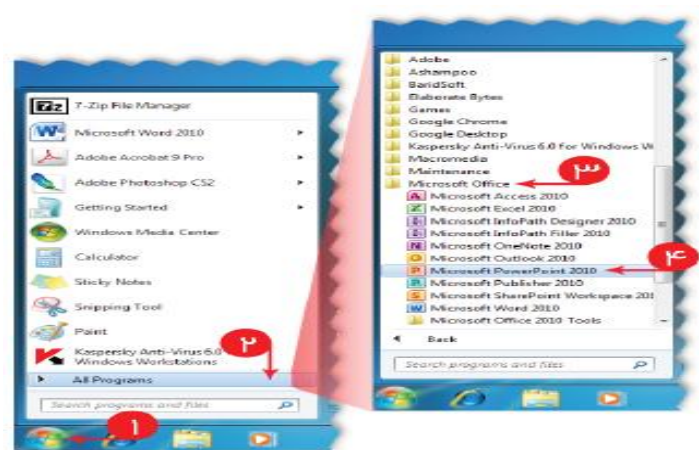 7-Zip File Manager
Microsoft Word 2010
Adobe Acrobat 9 Pro
Adobe Photoshop CS2
Getting Started
Windows Media Center
Calculator
Sticky Notes
Snipping Tool
Paint
Kaspersky Anti-Virus 6.0
Windows Workstations
۲
All Programs
Search programs and files
۱
Adobe
Ashampoo
BaridSoft
Elaborate Bytes
Games
Google Chrome
Google Desktop
Kaspersky Anti-Virus 6.0 for Windows W
Macromedia
Maintenance
Microsoft Office
۳
Microsoft Access 2010
Microsoft Excel 2010
Microsoft InfoPath Designer 2010
Microsoft InfoPath Filler 2010
Microsoft OneNote 2010
Microsoft Outlook 2010
Microsoft PowerPoint 2010
۴
Microsoft Publisher 2010
Microsoft SharePoint Workspace 201
Microsoft Word 2010
Microsoft Office 2010 Tools
Back
Search programs and files